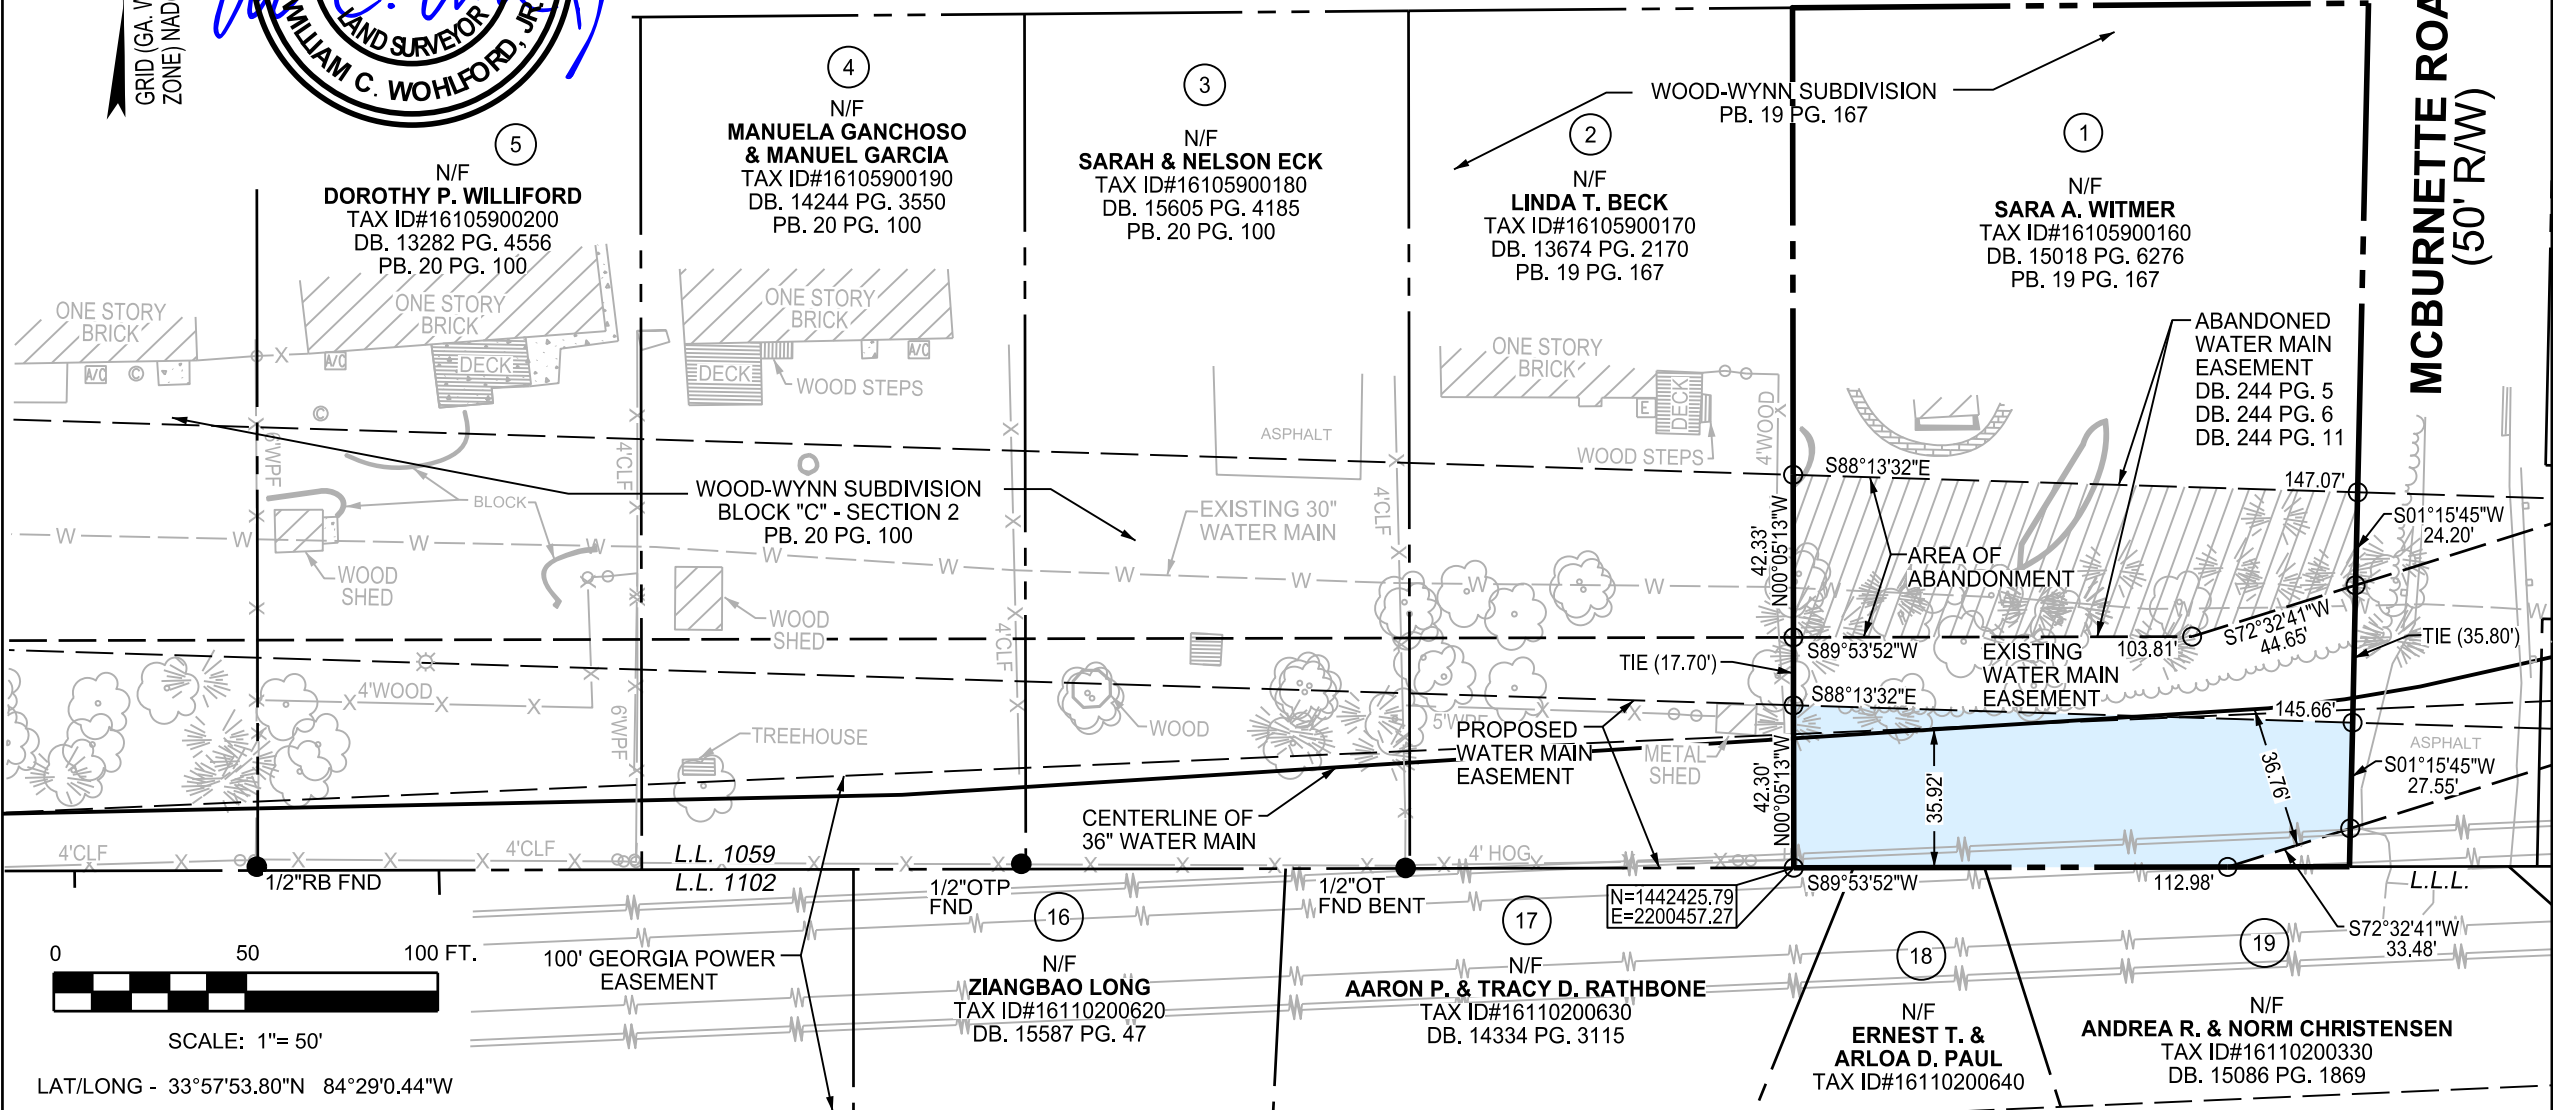 GRID (GA. W
ZONE) NAD
LAND SURVEYOR
WILLIAM C. WOHLFORD, JR.
5
N/F
DOROTHY P. WILLIFORD
TAX ID#16105900200
DB. 13282 PG. 4556
PB. 20 PG. 100
4
N/F
MANUELA GANCHOSO
& MANUEL GARCIA
TAX ID#16105900190
DB. 14244 PG. 3550
PB. 20 PG. 100
3
N/F
SARAH & NELSON ECK
TAX ID#16105900180
DB. 15605 PG. 4185
PB. 20 PG. 100
WOOD-WYNN SUBDIVISION
PB. 19 PG. 167
2
N/F
LINDA T. BECK
TAX ID#16105900170
DB. 13674 PG. 2170
PB. 19 PG. 167
1
N/F
SARA A. WITMER
TAX ID#16105900160
DB. 15018 PG. 6276
PB. 19 PG. 167
MCBURNETTE ROA
(50' R/W)
ABANDONED
WATER MAIN
EASEMENT
DB. 244 PG. 5
DB. 244 PG. 6
DB. 244 PG. 11
ONE STORY
BRICK
A/C
C
ONE STORY
BRICK
A/C
DECK
C
ONE STORY
BRICK
DECK
A/C
WOOD STEPS
ONE STORY
BRICK
E
DECK
WOOD STEPS
4'WOOD
ASPHALT
6'WPF
4'CLF
4'CLF
BLOCK
WOOD-WYNN SUBDIVISION
BLOCK "C" - SECTION 2
PB. 20 PG. 100
EXISTING 30"
WATER MAIN
W W W W W W W W W W W
X X X X X X
WOOD
SHED
WOOD
SHED
4'CLF
S88°13'32"E
147.07'
42.33'
N00°05'13"W
AREA OF
ABANDONMENT
S01°15'45"W
24.20'
S72°32'41"W
44.65'
TIE (35.80')
TIE (17.70')
S89°53'52"W
103.81'
EXISTING
WATER MAIN
EASEMENT
S88°13'32"E
145.66'
4'WOOD
6'WPF
TREEHOUSE
WOOD
5'WPF
PROPOSED
WATER MAIN
EASEMENT
METAL
SHED
42.30'
N00°05'13"W
35.92'
36.76'
ASPHALT
S01°15'45"W
27.55'
CENTERLINE OF
36" WATER MAIN
4'CLF
4'CLF
4' HOG
L.L. 1059
L.L. 1102
1/2"RB FND
1/2"OTP
FND
1/2"OT
FND BENT
N=1442425.79
E=2200457.27
S89°53'52"W
112.98'
L.L.L.
S72°32'41"W
33.48'
0 50 100 FT.
SCALE: 1"= 50'
LAT/LONG - 33°57'53.80"N 84°29'0.44"W
100' GEORGIA POWER
EASEMENT
16
N/F
ZIANGBAO LONG
TAX ID#16110200620
DB. 15587 PG. 47
17
N/F
AARON P. & TRACY D. RATHBONE
TAX ID#16110200630
DB. 14334 PG. 3115
18
N/F
ERNEST T. &
ARLOA D. PAUL
TAX ID#16110200640
19
N/F
ANDREA R. & NORM CHRISTENSEN
TAX ID#16110200330
DB. 15086 PG. 1869